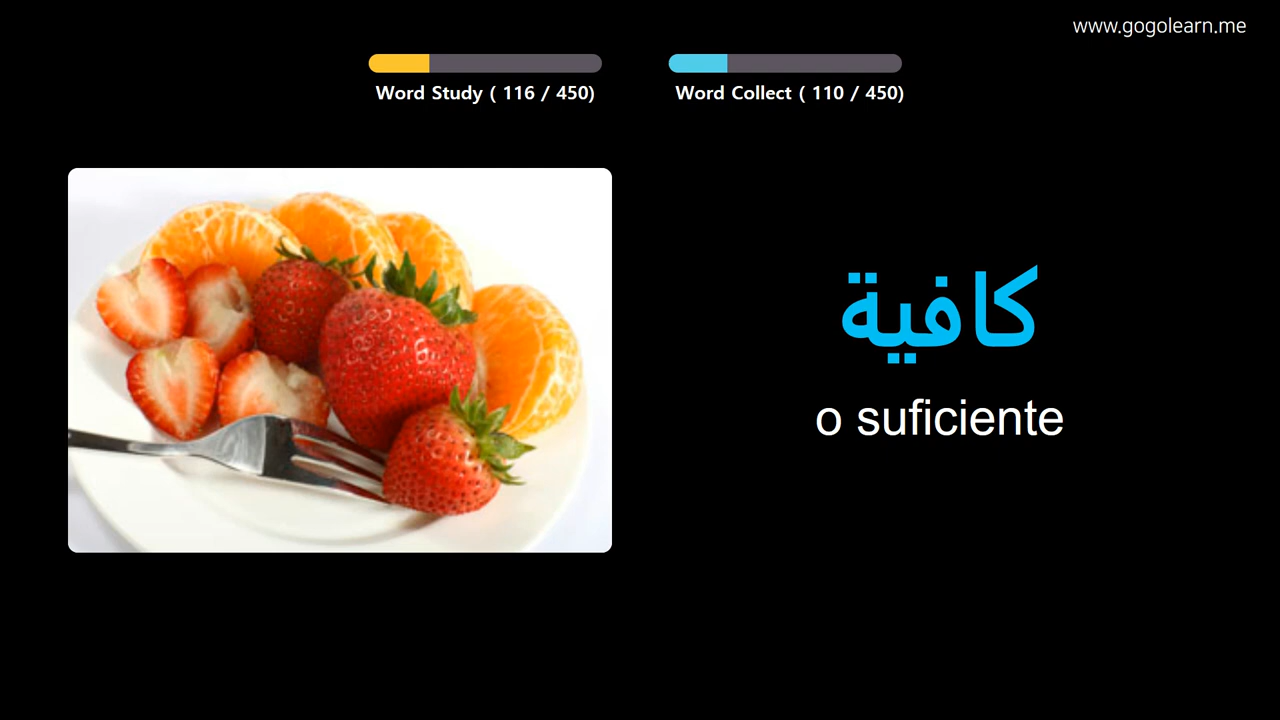 www.gogolearn.me
Word Study ( 116 / 450)
Word Collect ( 110 / 450)
كافية
o suficiente